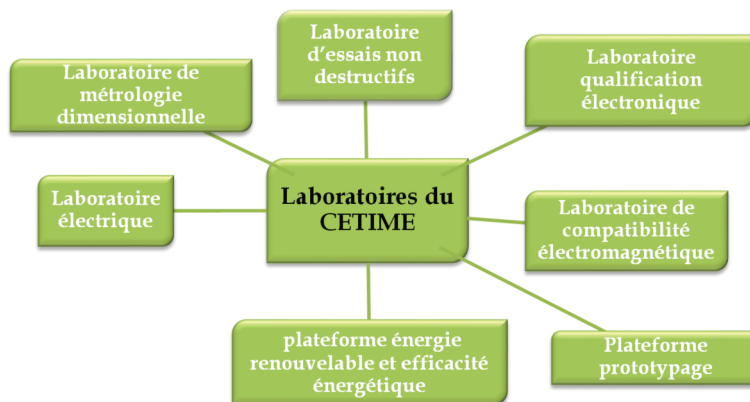 Laboratoire
d'essais non
destructifs
Laboratoire de
métrologie
dimensionnelle
Laboratoire
qualification
électronique
Laboratoires du
CETIME
Laboratoire
électrique
Laboratoire de
compatibilité
électromagnétique
plateforme énergie
renouvelable et efficacité
énergétique
Plateforme
prototypage